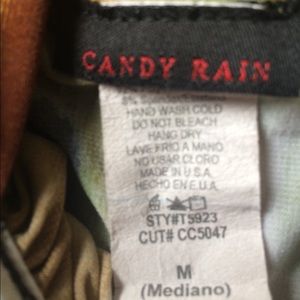 CANDY RAIN
HAND WASH COLD
DO NOT BLEACH
HANG DRY
LAVE FRIO A MANO
NO USAR CLORO
MADE IN U.S.A.
HECHO EN E.U.A.
STY#T5923
CUT# CC5047
M
(Mediano)